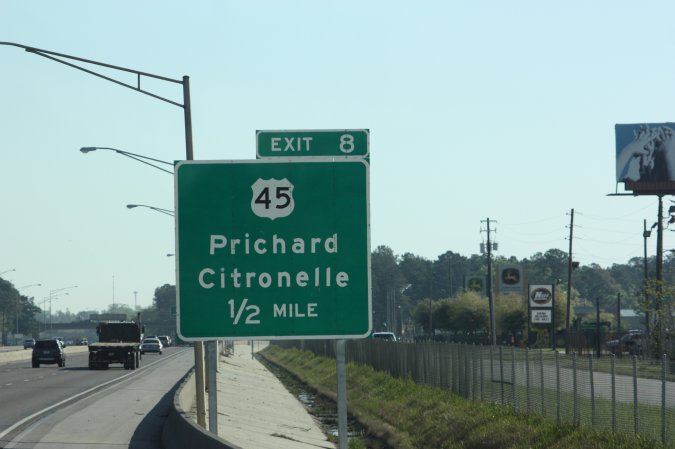 EXIT 8
45
Prichard
Citronelle
1/2 MILE